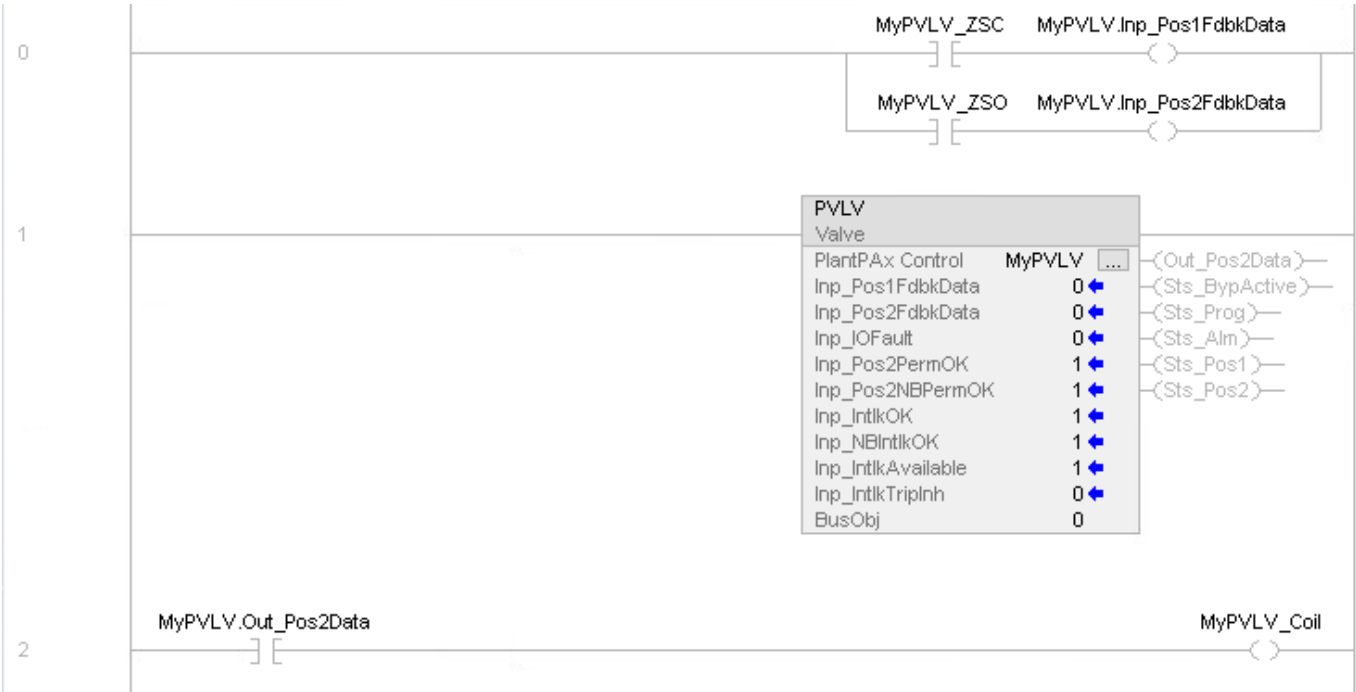 MyPVLV_ZSC MyPVLV.Inp_Pos1FdbkData
0
MyPVLV_ZSO MyPVLV.Inp_Pos2FdbkData
PVLV
1
Valve
PlantPAx Control MyPVLV ... Out_Pos2Data
Inp_Pos1FdbkData 0 Sts_BypActive
Inp_Pos2FdbkData 0 Sts_Prog
Inp_IOFault 0 Sts_Alm
Inp_Pos2PermOK 1 Sts_Pos1
Inp_Pos2NBPermOK 1 Sts_Pos2
Inp_IntlkOK 1
Inp_NBIntlkOK 1
Inp_IntlkAvailable 1
Inp_IntlkTripInh 0
BusObj 0
MyPVLV.Out_Pos2Data MyPVLV_Coil
2